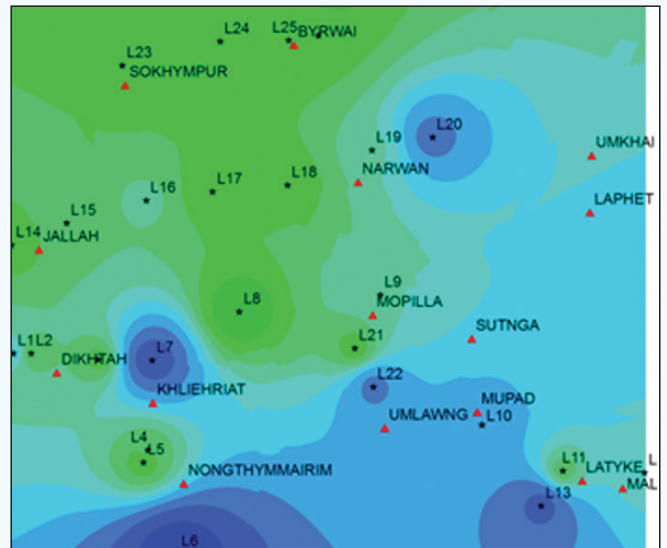 L24
L25 BYRWAI
L23
SOKHYMPUR
L20
L19
UMKHAI
NARWAN
L18
L17
L16
LAPHET
L15
L14
JALLAH
L9
L8
MOPILLA
SUTNGA
L21
L1 L2
L7
DIKHTAH
L22
KHLIEHRIAT
MUPAD
UMLAWNG
L10
L4
L5
L
L11
LATYKE
NONGTHYMMAIRIM
MAL
L13
L6